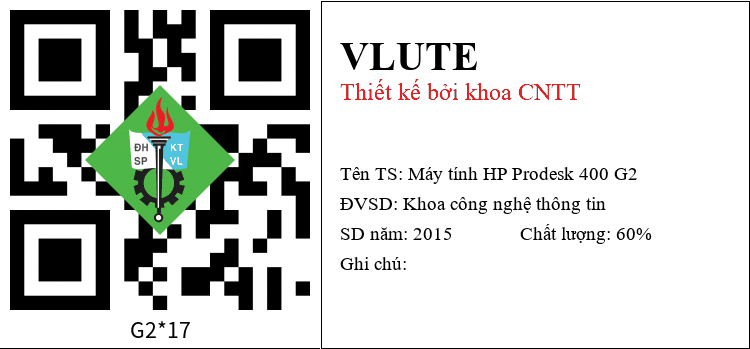 ĐH KT
SP VL
G2*17
VLUTE
Thiết kế bởi khoa CNTT
Tên TS: Máy tính HP Prodesk 400 G2
ĐVSD: Khoa công nghệ thông tin
SD năm: 2015 Chất lượng: 60%
Ghi chú: